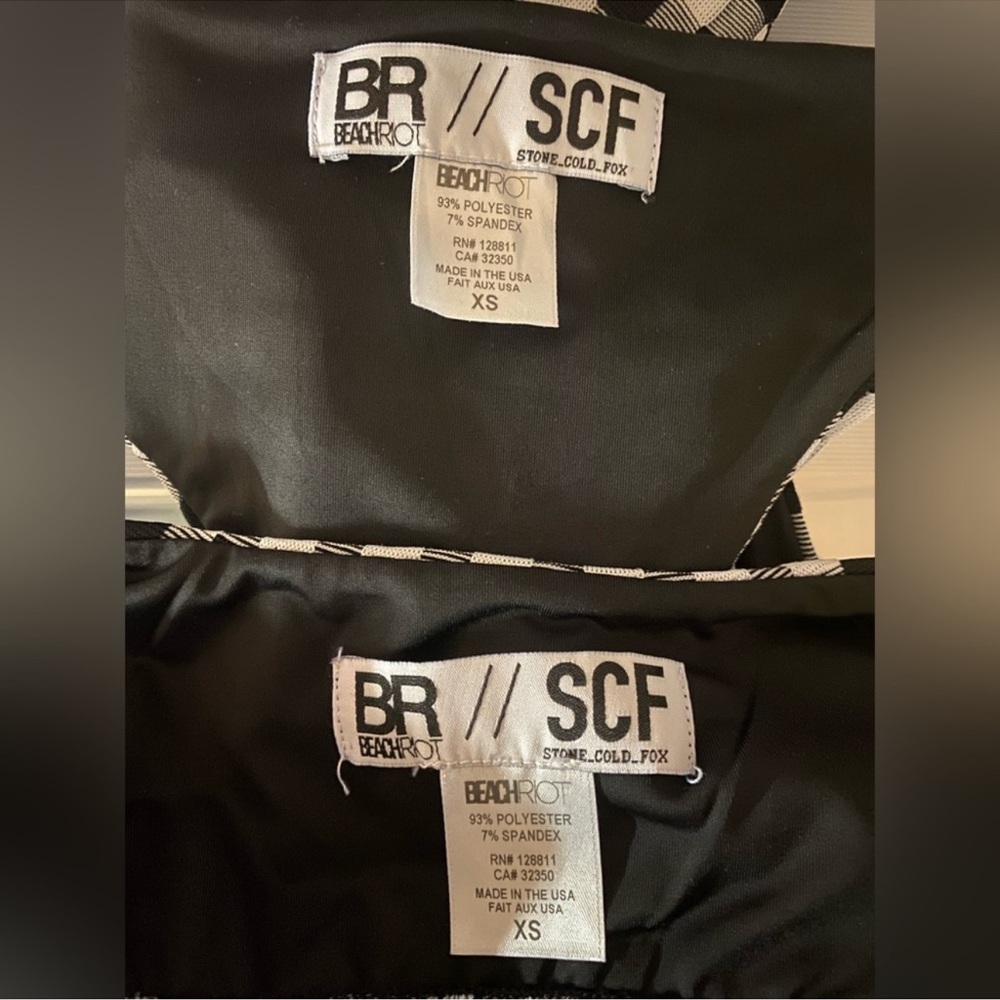 BR // SCF
BEACHRIOT STONE_COLD_FOX
BEACHRIOT
93% POLYESTER
7% SPANDEX
RN# 128811
CA# 32350
MADE IN THE USA
FAIT AUX USA
XS
BR // SCF
BEACHRIOT STONE_COLD_FOX
BEACHRIOT
93% POLYESTER
7% SPANDEX
RN# 128811
CA# 32350
MADE IN THE USA
FAIT AUX USA
XS